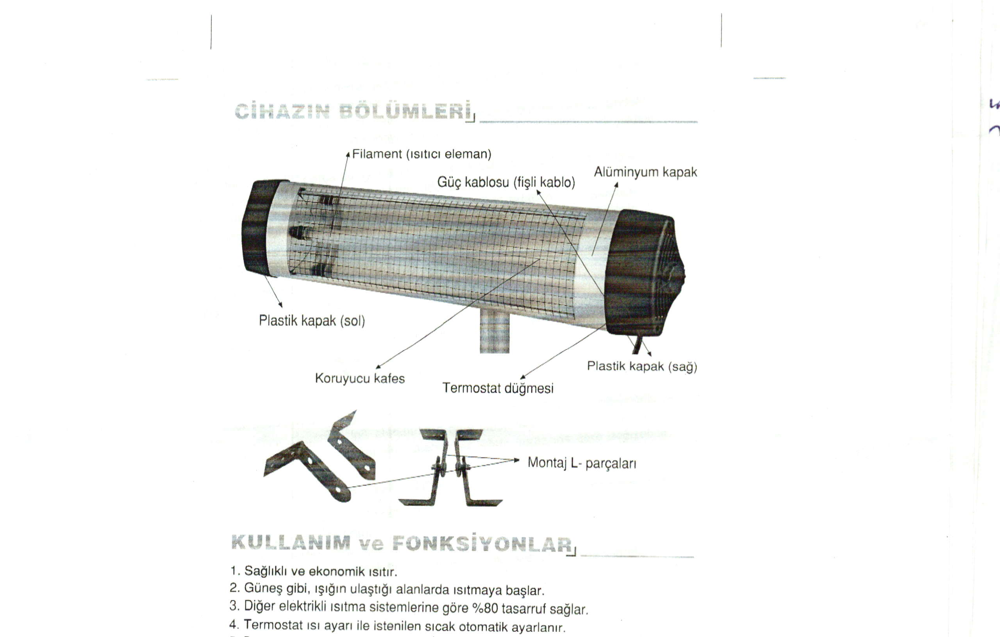 CİHAZIN BÖLÜMLERİ
Filament (ısıtıcı eleman)
Alüminyum kapak
Güç kablosu (fişli kablo)
Plastik kapak (sol)
Plastik kapak (sağ)
Koruyucu kafes
Termostat düğmesi
Montaj L- parçaları
KULLANIM ve FONKSİYONLAR
1. Sağlıklı ve ekonomik ısıtır.
2. Güneş gibi, ışığın ulaştığı alanlarda ısıtmaya başlar.
3. Diğer elektrikli ısıtma sistemlerine göre %80 tasarruf sağlar.
4. Termostat ısı ayarı ile istenilen sıcak otomatik ayarlanır.